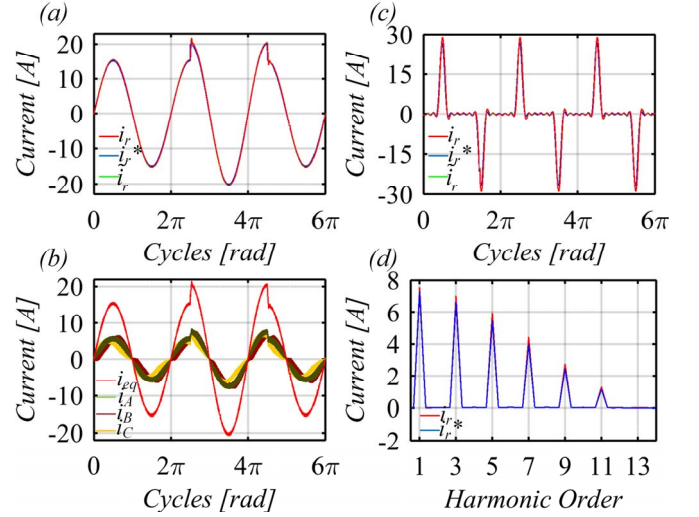 (a)
Current [A]
20
10
0
-10
-20
i_r
i_r*
i_r
0 2π 4π 6π
Cycles [rad]
(c)
Current [A]
30
15
0
-15
-30
i_r
i_r*
i_r
0 2π 4π 6π
Cycles [rad]
(b)
Current [A]
20
10
0
-10
-20
i_eq
i_A
i_B
i_C
0 2π 4π 6π
Cycles [rad]
(d)
Current [A]
8
6
4
2
0
2
i_r
i_r*
1 3 5 7 9 11 13
Harmonic Order